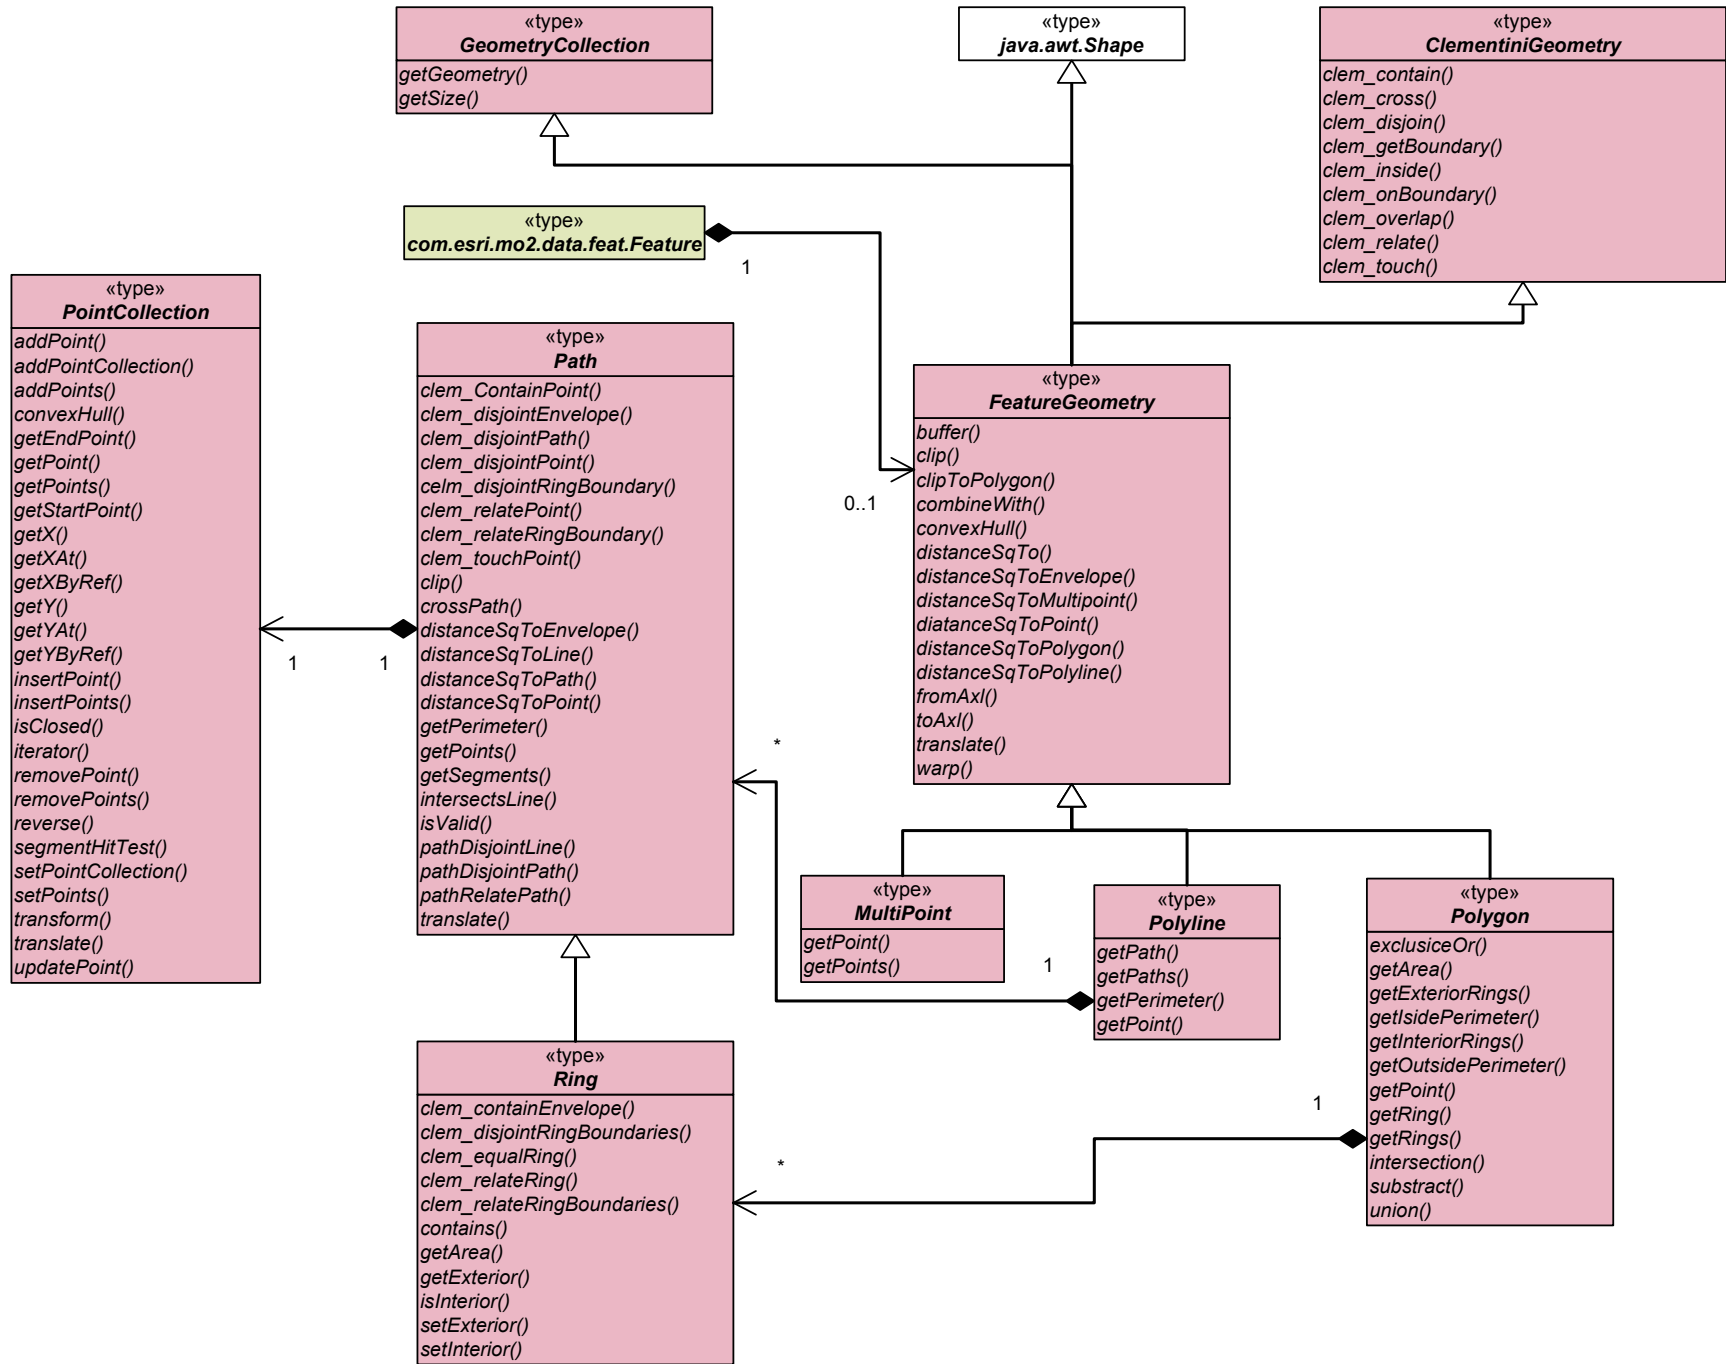 «type»
GeometryCollection
getGeometry()
getSize()
«type»
java.awt.Shape
«type»
ClementiniGeometry
clem_contain()
clem_cross()
clem_disjoin()
clem_getBoundary()
clem_inside()
clem_onBoundary()
clem_overlap()
clem_relate()
clem_touch()
«type»
com.esri.mo2.data.feat.Feature
1
0..1
«type»
PointCollection
addPoint()
addPointCollection()
addPoints()
convexHull()
getEndPoint()
getPoint()
getPoints()
getStartPoint()
getX()
getXAt()
getXByRef()
getY()
getYAt()
getYByRef()
insertPoint()
insertPoints()
isClosed()
iterator()
removePoint()
removePoints()
reverse()
segmentHitTest()
setPointCollection()
setPoints()
transform()
translate()
updatePoint()
1
1
«type»
Path
clem_ContainPoint()
clem_disjointEnvelope()
clem_disjointPath()
clem_disjointPoint()
celm_disjointRingBoundary()
clem_relatePoint()
clem_relateRingBoundary()
clem_touchPoint()
clip()
crossPath()
distanceSqToEnvelope()
distanceSqToLine()
distanceSqToPath()
distanceSqToPoint()
getPerimeter()
getPoints()
getSegments()
intersectsLine()
isValid()
pathDisjointLine()
pathDisjointPath()
pathRelatePath()
translate()
*
«type»
FeatureGeometry
buffer()
clip()
clipToPolygon()
combineWith()
convexHull()
distanceSqTo()
distanceSqToEnvelope()
distanceSqToMultipoint()
diatanceSqToPoint()
distanceSqToPolygon()
distanceSqToPolyline()
fromAxl()
toAxl()
translate()
warp()
«type»
MultiPoint
getPoint()
getPoints()
1
«type»
Polyline
getPath()
getPaths()
getPerimeter()
getPoint()
«type»
Polygon
exclusiceOr()
getArea()
getExteriorRings()
getIsidePerimeter()
getInteriorRings()
getOutsidePerimeter()
getPoint()
getRing()
getRings()
intersection()
substract()
union()
1
*
«type»
Ring
clem_containEnvelope()
clem_disjointRingBoundaries()
clem_equalRing()
clem_relateRing()
clem_relateRingBoundaries()
contains()
getArea()
getExterior()
isInterior()
setExterior()
setInterior()